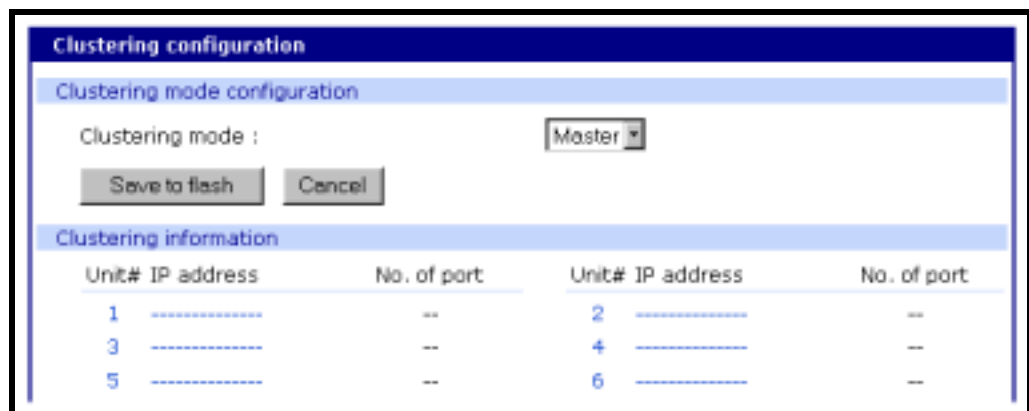 Clustering configuration
Clustering mode configuration
Clustering mode : Master
Save to flash Cancel
Clustering information
Unit# IP address No. of port Unit# IP address No. of port
1 -------------- -- 2 -------------- --
3 -------------- -- 4 -------------- --
5 -------------- -- 6 -------------- --